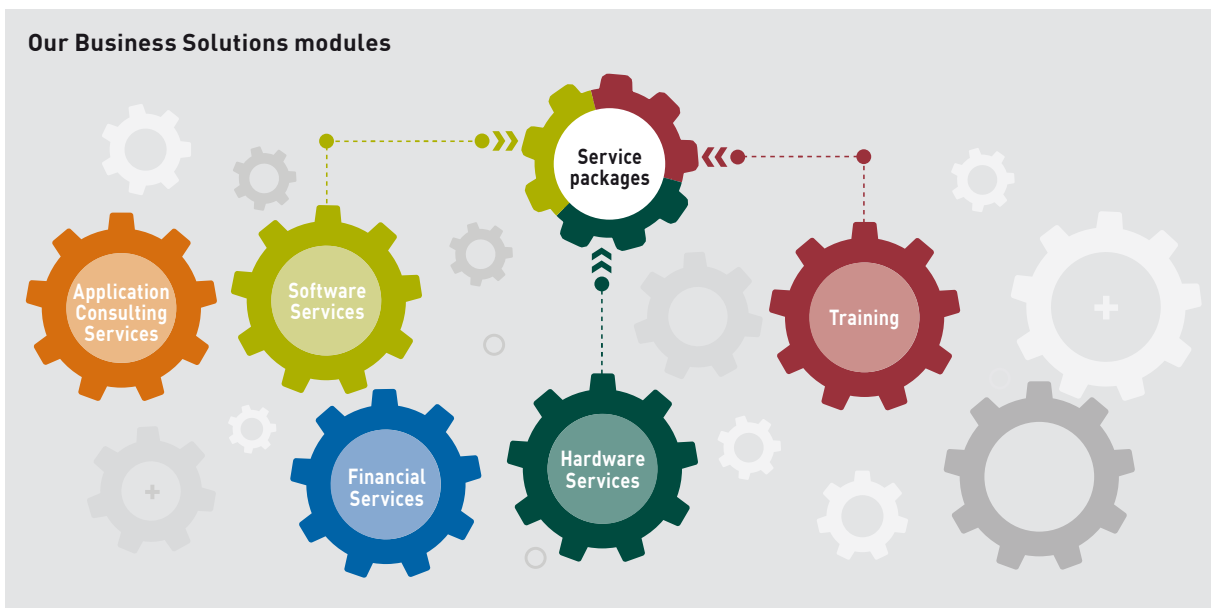 Our Business Solutions modules
Service
packages
Application
Consulting
Services
Software
Services
Training
Financial
Services
Hardware
Services